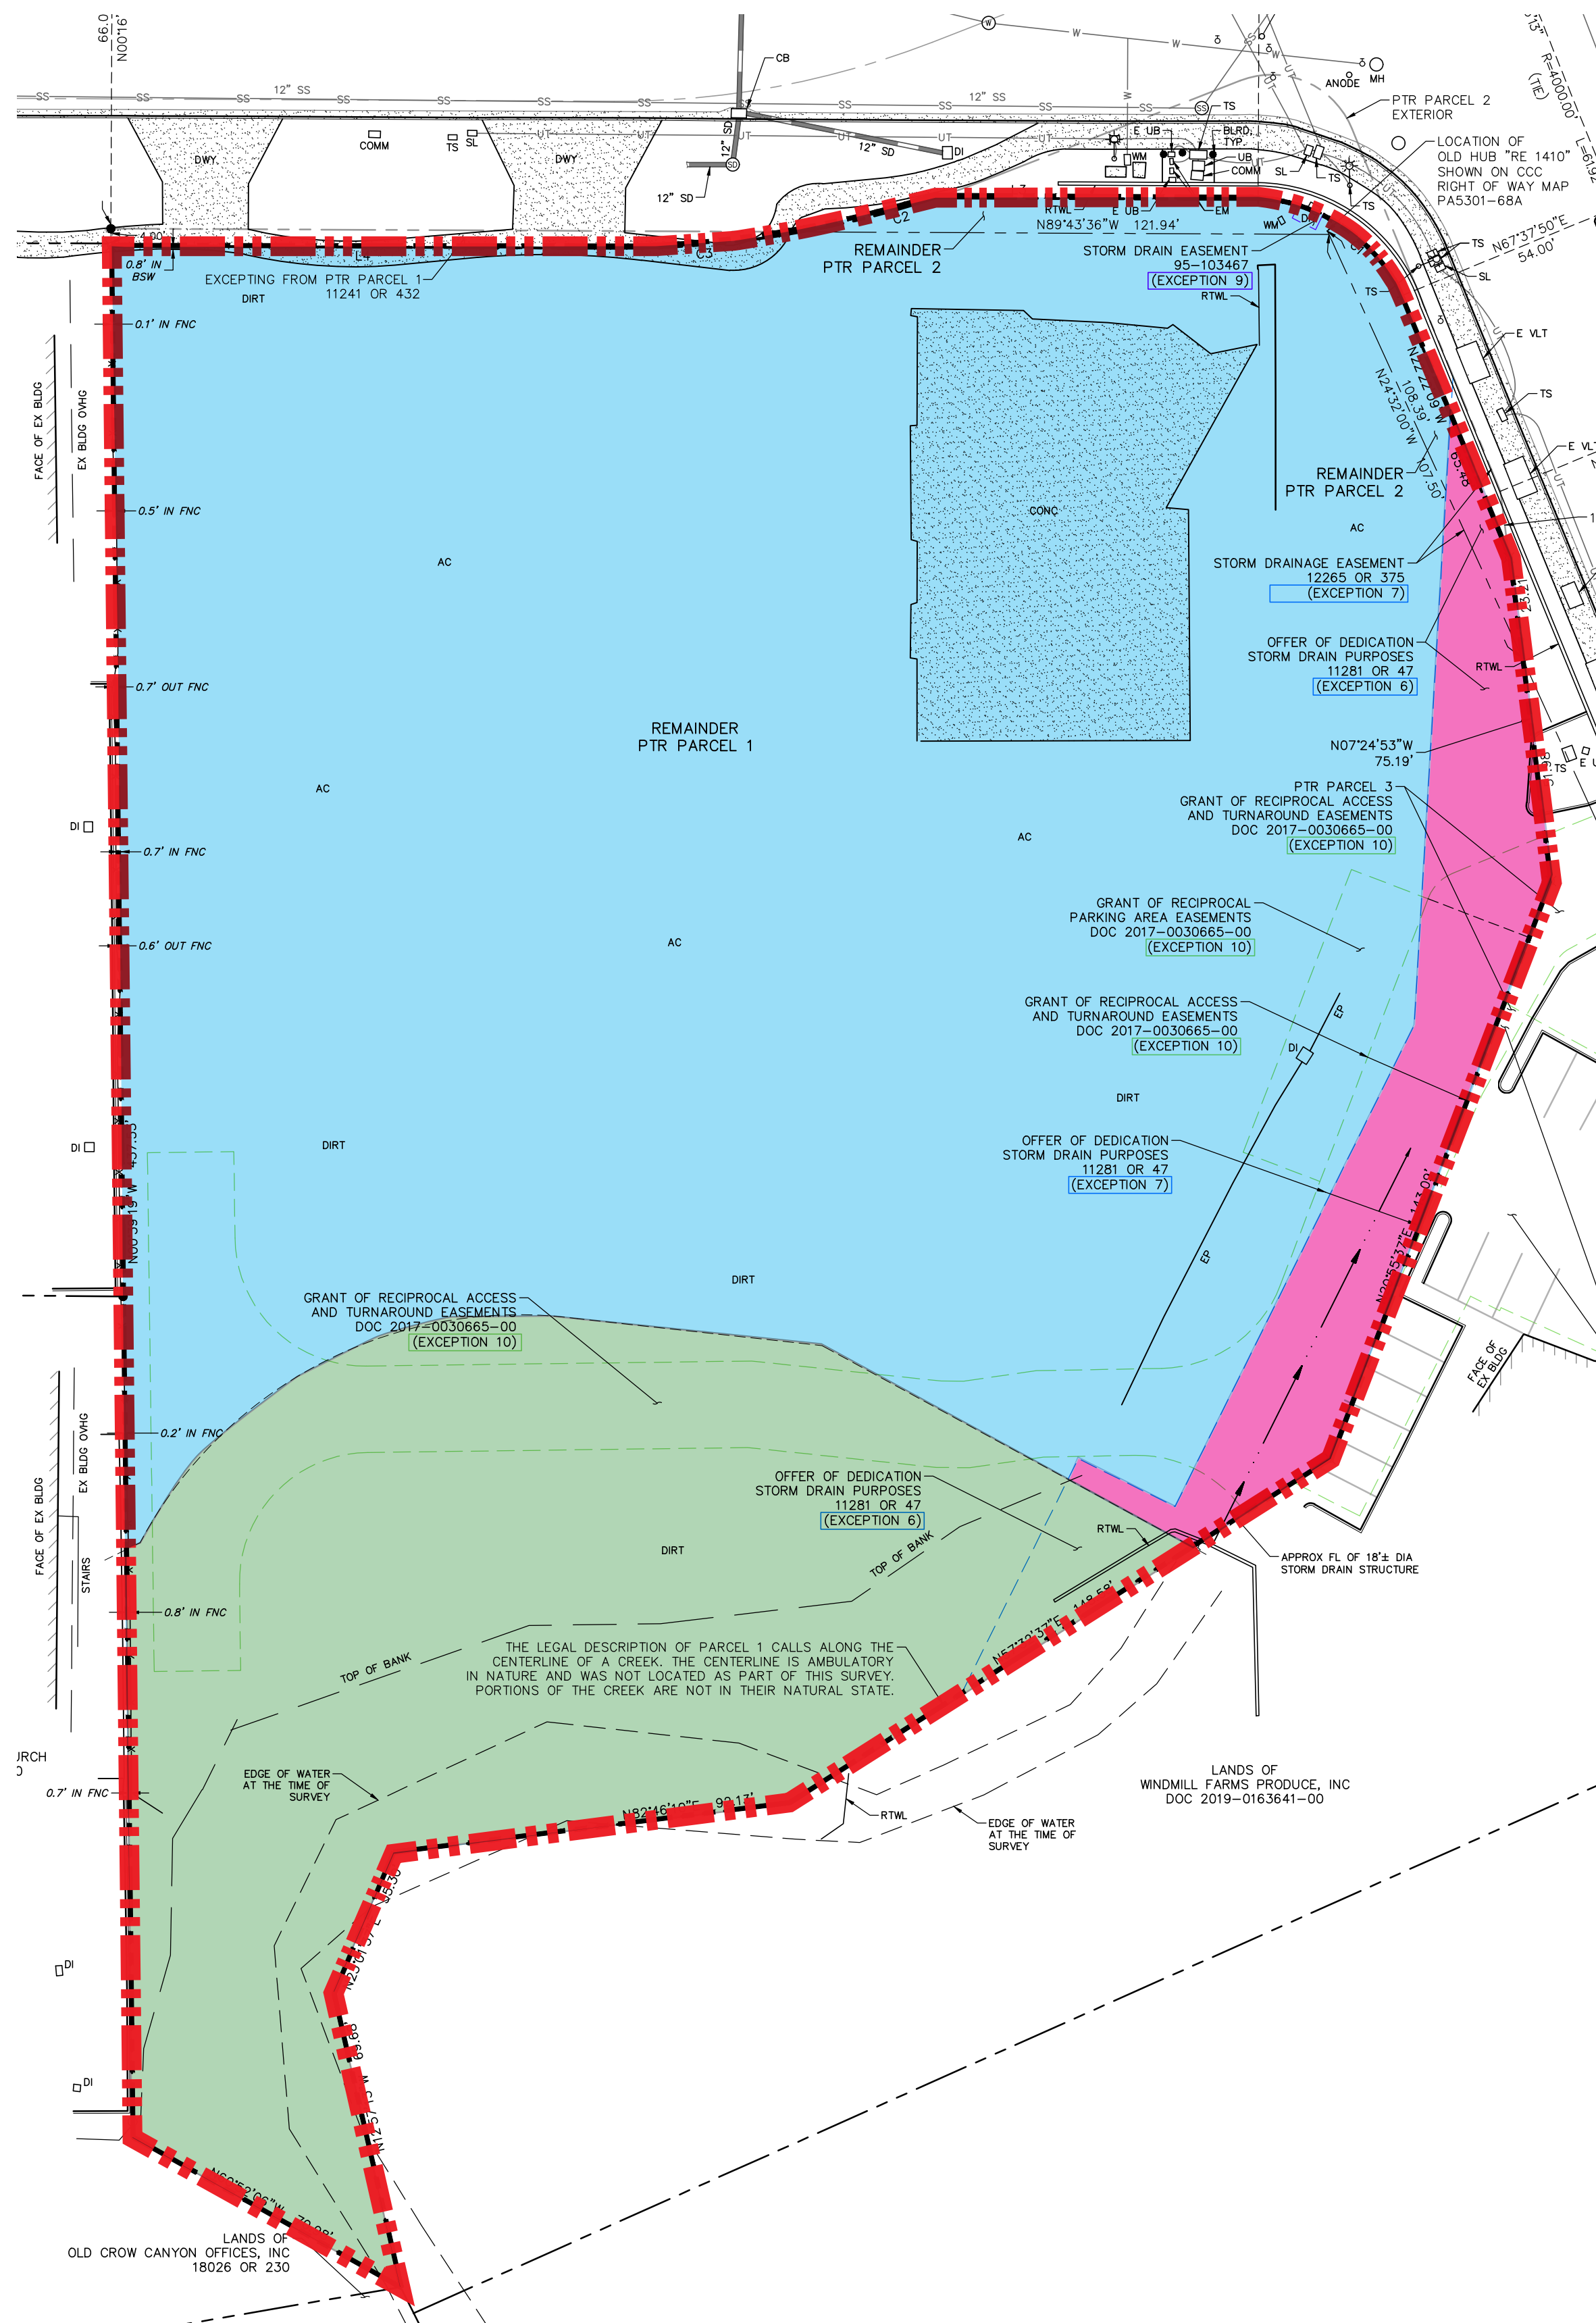 66.0
N00°16'
CB
12" SS
12" SS
SS
W
ANODE
MH
PTR PARCEL 2
EXTERIOR
R=4000.00'
(TIE)
LOCATION OF
OLD HUB "RE 1410"
SHOWN ON CCC
RIGHT OF WAY MAP
PA5301-68A
TS
E UB
BLRD,
TYP.
UB
COMM
WM
SL
TS
TS
DWY
COMM
TS
SL
UT
DWY
12" SD
12" SD
DI
SD
12" SD
RTWL
E UB
EM
N89°43'36"W 121.94'
WM
REMAINDER
PTR PARCEL 2
STORM DRAIN EASEMENT
95-103467
(EXCEPTION 9)
RTWL
N67°37'50"E
54.00'
TS
SL
TS
E VLT
TS
E VLT
0.8' IN
BSW
EXCEPTING FROM PTR PARCEL 1
11241 OR 432
DIRT
0.1' IN FNC
FACE OF EX BLDG
EX BLDG OVHG
0.5' IN FNC
AC
CONC
108.39'
N24°32'00"W 107.50'
REMAINDER
PTR PARCEL 2
AC
STORM DRAINAGE EASEMENT
12265 OR 375
(EXCEPTION 7)
OFFER OF DEDICATION
STORM DRAIN PURPOSES
11281 OR 47
(EXCEPTION 6)
RTWL
0.7' OUT FNC
REMAINDER
PTR PARCEL 1
N07°24'53"W
75.19'
TS
AC
PTR PARCEL 3
GRANT OF RECIPROCAL ACCESS
AND TURNAROUND EASEMENTS
DOC 2017-0030665-00
(EXCEPTION 10)
DI
0.7' IN FNC
AC
GRANT OF RECIPROCAL
PARKING AREA EASEMENTS
DOC 2017-0030665-00
(EXCEPTION 10)
0.6' OUT FNC
AC
GRANT OF RECIPROCAL ACCESS
AND TURNAROUND EASEMENTS
DOC 2017-0030665-00
(EXCEPTION 10)
EP
DI
DIRT
DI
DIRT
OFFER OF DEDICATION
STORM DRAIN PURPOSES
11281 OR 47
(EXCEPTION 7)
EP
DIRT
GRANT OF RECIPROCAL ACCESS
AND TURNAROUND EASEMENTS
DOC 2017-0030665-00
(EXCEPTION 10)
FACE OF
EX BLDG
FACE OF EX BLDG
EX BLDG OVHG
STAIRS
0.2' IN FNC
OFFER OF DEDICATION
STORM DRAIN PURPOSES
11281 OR 47
(EXCEPTION 6)
DIRT
TOP OF BANK
RTWL
APPROX FL OF 18'± DIA
STORM DRAIN STRUCTURE
0.8' IN FNC
TOP OF BANK
THE LEGAL DESCRIPTION OF PARCEL 1 CALLS ALONG THE
CENTERLINE OF A CREEK. THE CENTERLINE IS AMBULATORY
IN NATURE AND WAS NOT LOCATED AS PART OF THIS SURVEY.
PORTIONS OF THE CREEK ARE NOT IN THEIR NATURAL STATE.
EDGE OF WATER
AT THE TIME OF
SURVEY
0.7' IN FNC
LANDS OF
WINDMILL FARMS PRODUCE, INC
DOC 2019-0163641-00
RTWL
EDGE OF WATER
AT THE TIME OF
SURVEY
DI
DI
LANDS OF
OLD CROW CANYON OFFICES, INC
18026 OR 230